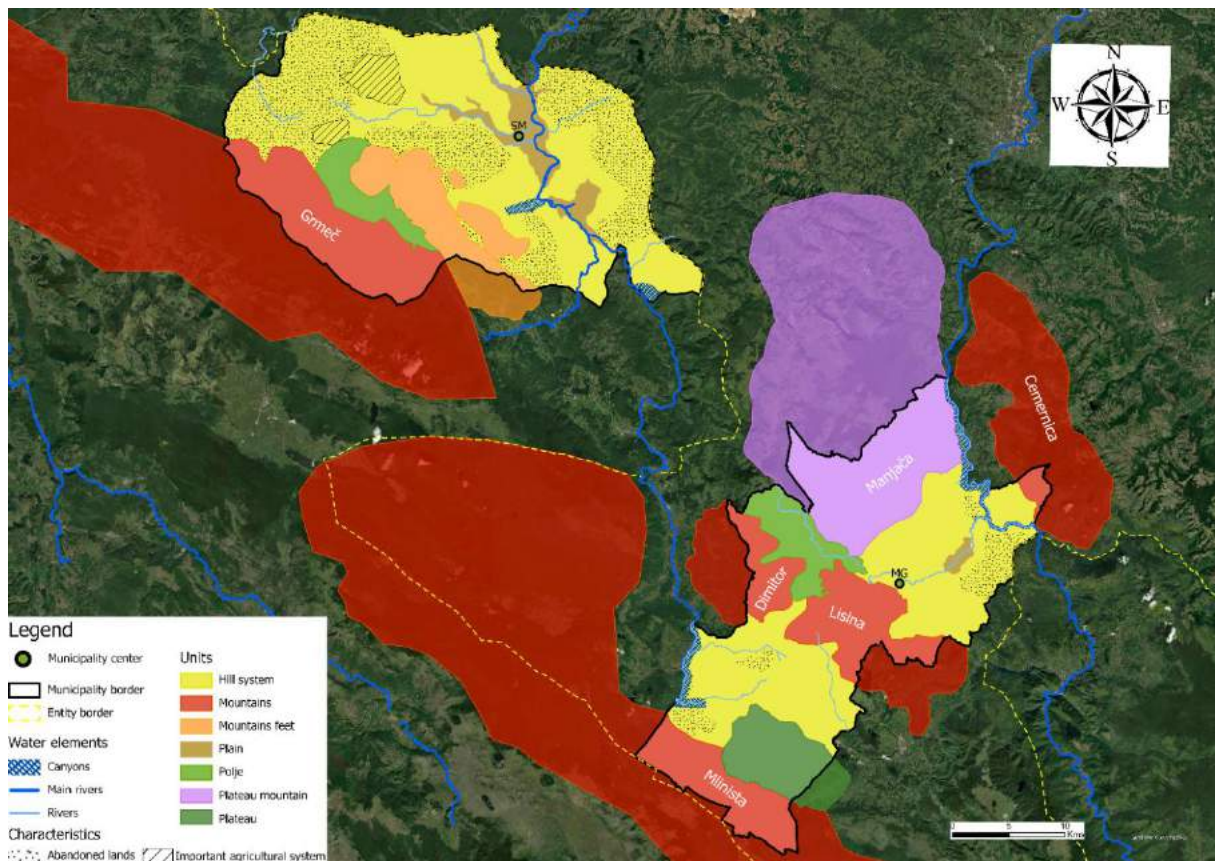 N
W E
S
SM
Grmeč
Cemernica
Manjača
MG
Dimitor
Lisina
Mlinista
Legend
Municipality center
Municipality border
Entity border
Water elements
Canyons
Main rivers
Rivers
Characteristics
Abandoned lands Important agricultural system
Units
Hill system
Mountains
Mountains feet
Plain
Polje
Plateau mountain
Plateau
0 5 10
Kms